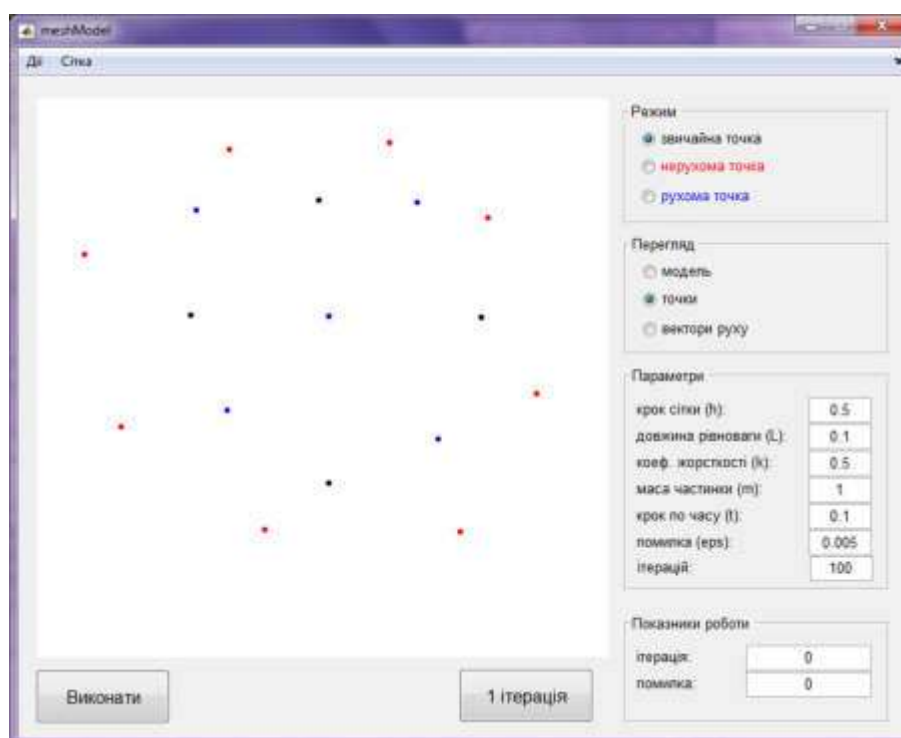 meshModel
Дії Сітка
Режим
звичайна точка
нерухома точка
рухома точка
Перегляд
модель
точки
вектори руху
Параметри
крок сітки (h): 0.5
довжина рівноваги (L): 0.1
коеф. жорсткості (k): 0.5
маса частинки (m): 1
крок по часу (t): 0.1
помилка (eps): 0.005
ітерацій: 100
Показники роботи
ітерація: 0
помилка: 0
Виконати
1 ітерація